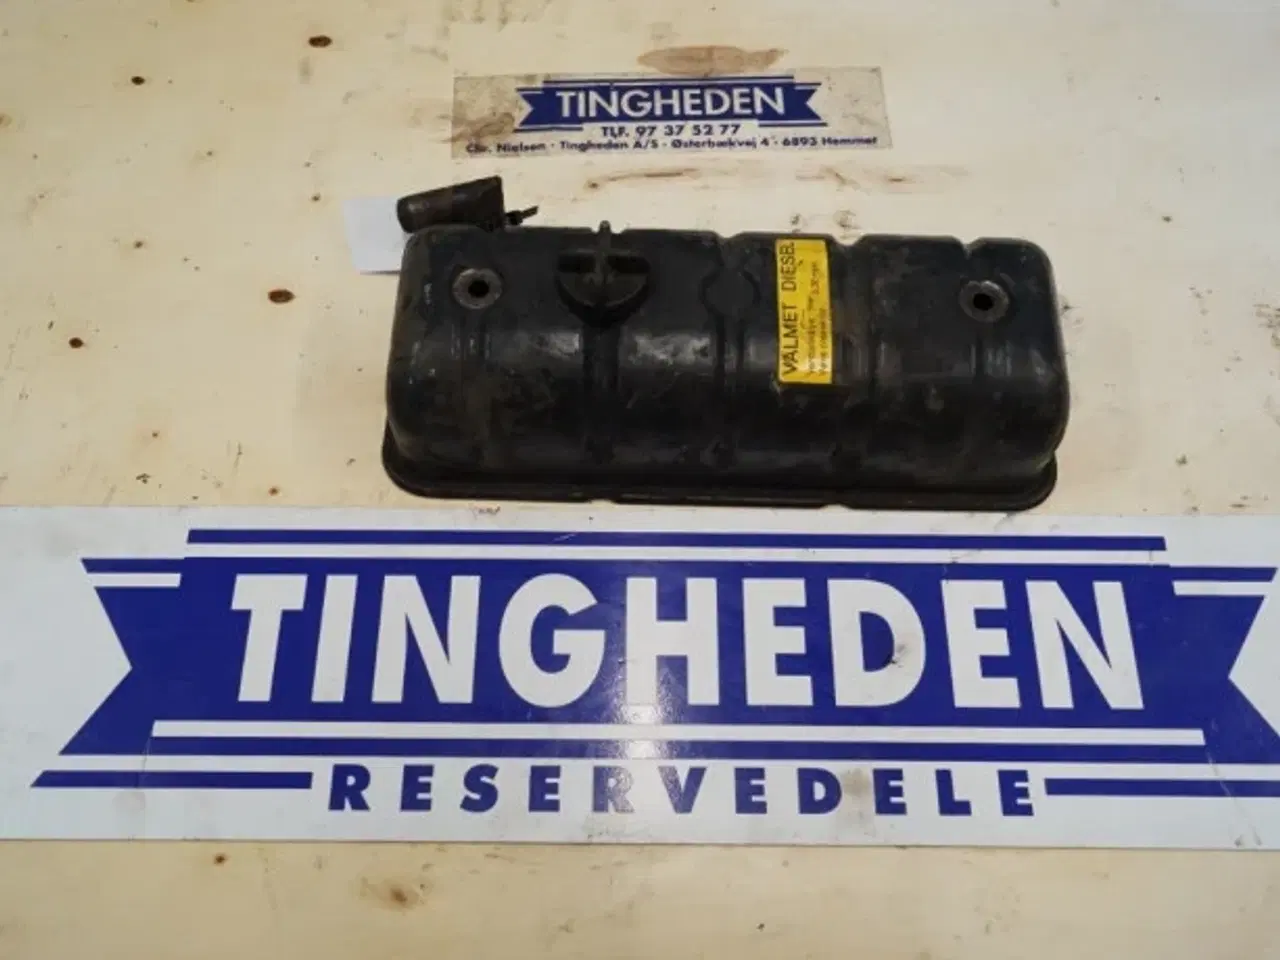 TINGHEDEN
TLF. 97 37 52 77
Chr. Nielsen · Tingheden A/S · Østerbækvej 4 · 6893 Hemmet
VALMET DIESEL
TINGHEDEN
RESERVEDELE